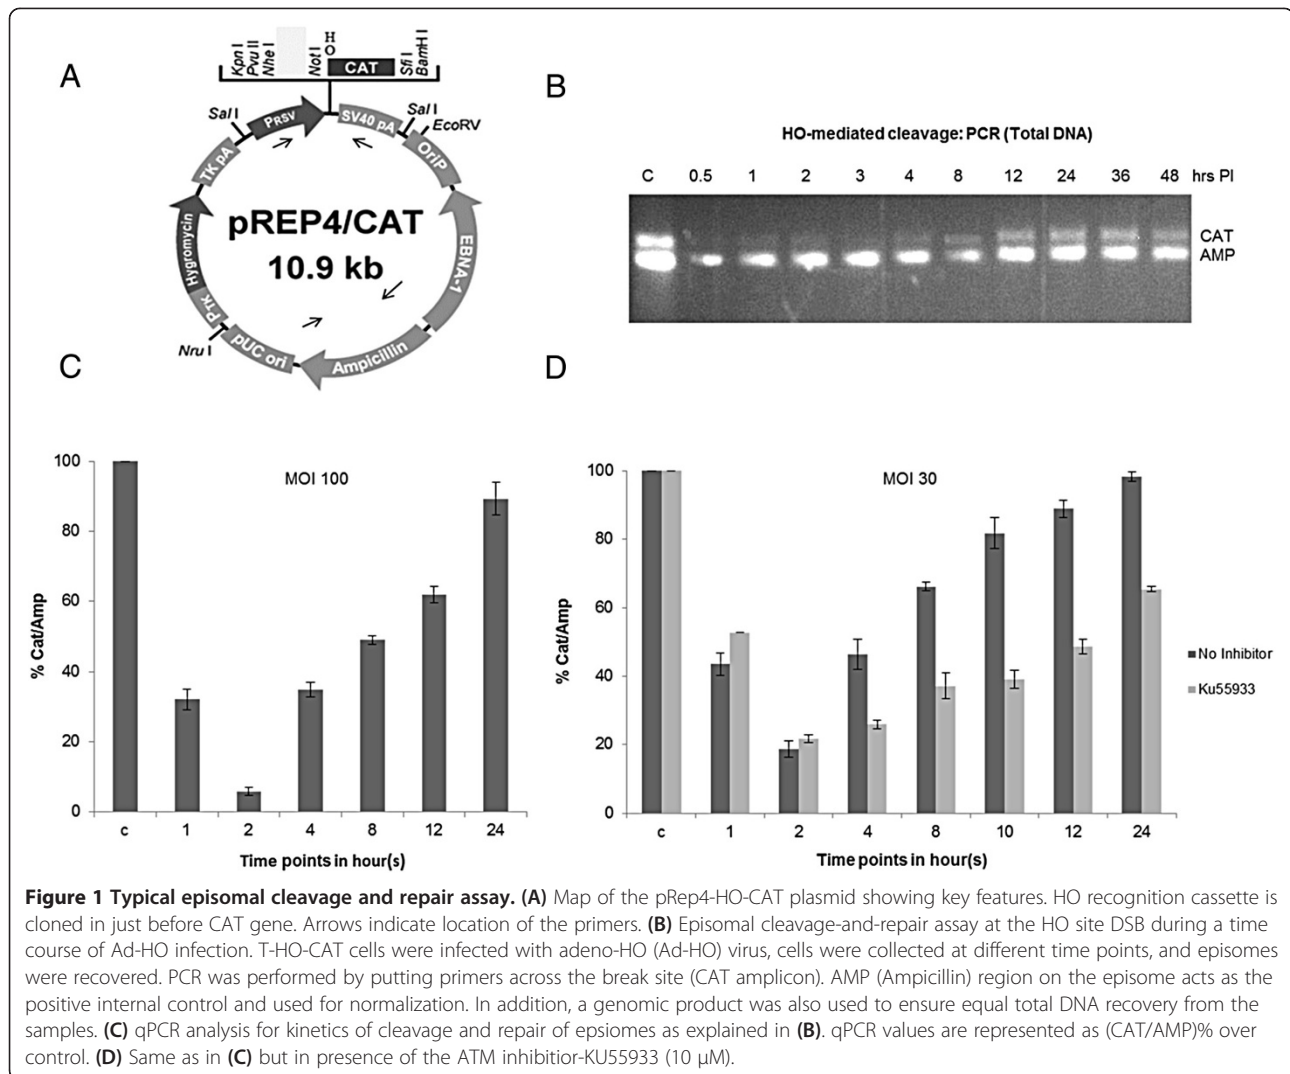 A
Kpn I
Pvu II
Nhe I
Not I
HO
CAT
Sfi I
BamH I
Sal I
PRSV
SV40 pA
Sal I
EcoRV
TK pA
OriP
pREP4/CAT
10.9 kb
Hygromycin
EBNA-1
PTK
Nru I
pUC ori
Ampicillin
B
HO-mediated cleavage: PCR (Total DNA)
C 0.5 1 2 3 4 8 12 24 36 48 hrs PI
CAT
AMP
C
MOI 100
% Cat/Amp
100
80
60
40
20
0
c 1 2 4 8 12 24
Time points in hour(s)
D
MOI 30
% Cat/Amp
100
80
60
40
20
0
c 1 2 4 8 10 12 24
Time points in hour(s)
No Inhibitor
Ku55933
Figure 1 Typical episomal cleavage and repair assay. (A) Map of the pRep4-HO-CAT plasmid showing key features. HO recognition cassette is
cloned in just before CAT gene. Arrows indicate location of the primers. (B) Episomal cleavage-and-repair assay at the HO site DSB during a time
course of Ad-HO infection. T-HO-CAT cells were infected with adeno-HO (Ad-HO) virus, cells were collected at different time points, and episomes
were recovered. PCR was performed by putting primers across the break site (CAT amplicon). AMP (Ampicillin) region on the episome acts as the
positive internal control and used for normalization. In addition, a genomic product was also used to ensure equal total DNA recovery from the
samples. (C) qPCR analysis for kinetics of cleavage and repair of epsiomes as explained in (B). qPCR values are represented as (CAT/AMP)% over
control. (D) Same as in (C) but in presence of the ATM inhibitior-KU55933 (10 μM).